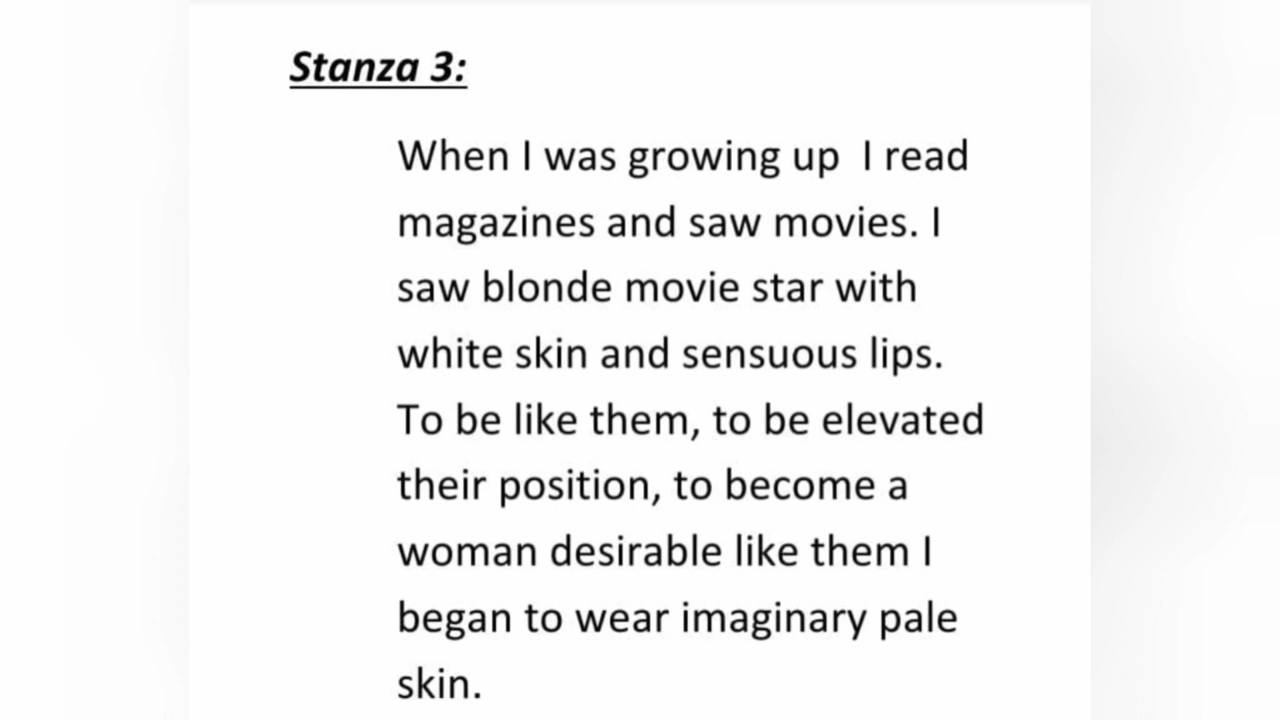 Stanza 3:
When I was growing up  I read
magazines and saw movies. I
saw blonde movie star with
white skin and sensuous lips.
To be like them, to be elevated
their position, to become a
woman desirable like them I
began to wear imaginary pale
skin.